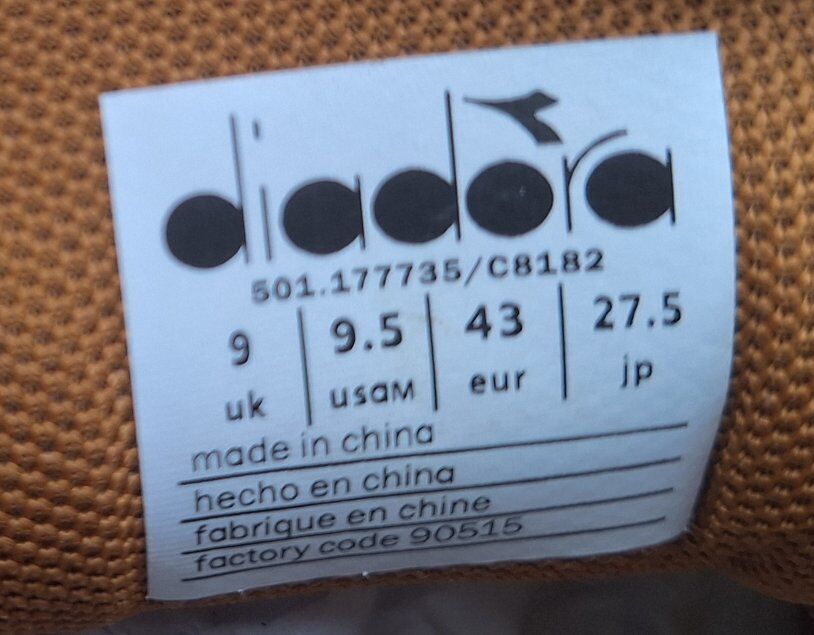 diadora
501.177735/C8182
9 9.5 43 27.5
uk usaM eur jp
made in china
hecho en china
fabrique en chine
factory code 90515